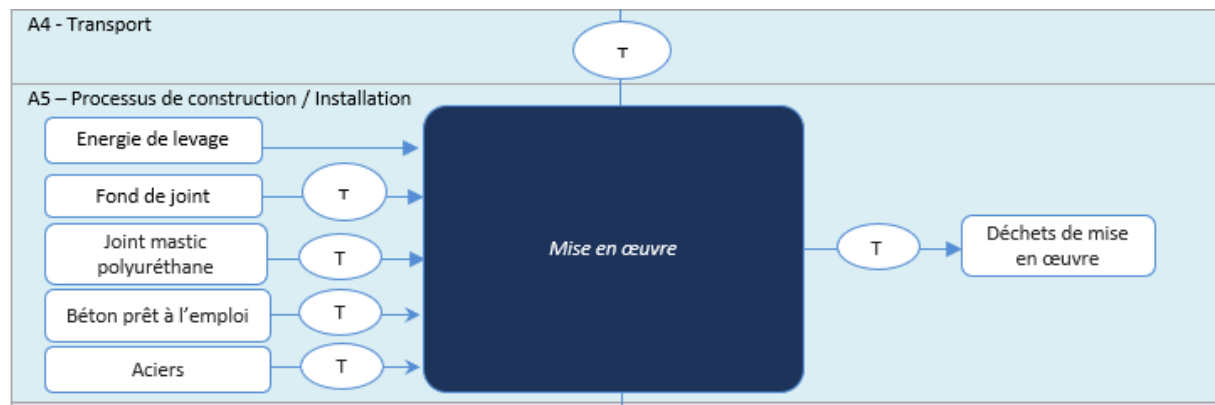 A4 - Transport
T
A5 – Processus de construction / Installation
Energie de levage
Fond de joint
T
Joint mastic
polyuréthane
T
Mise en œuvre
T
Déchets de mise
en œuvre
Béton prêt à l’emploi
T
Aciers
T